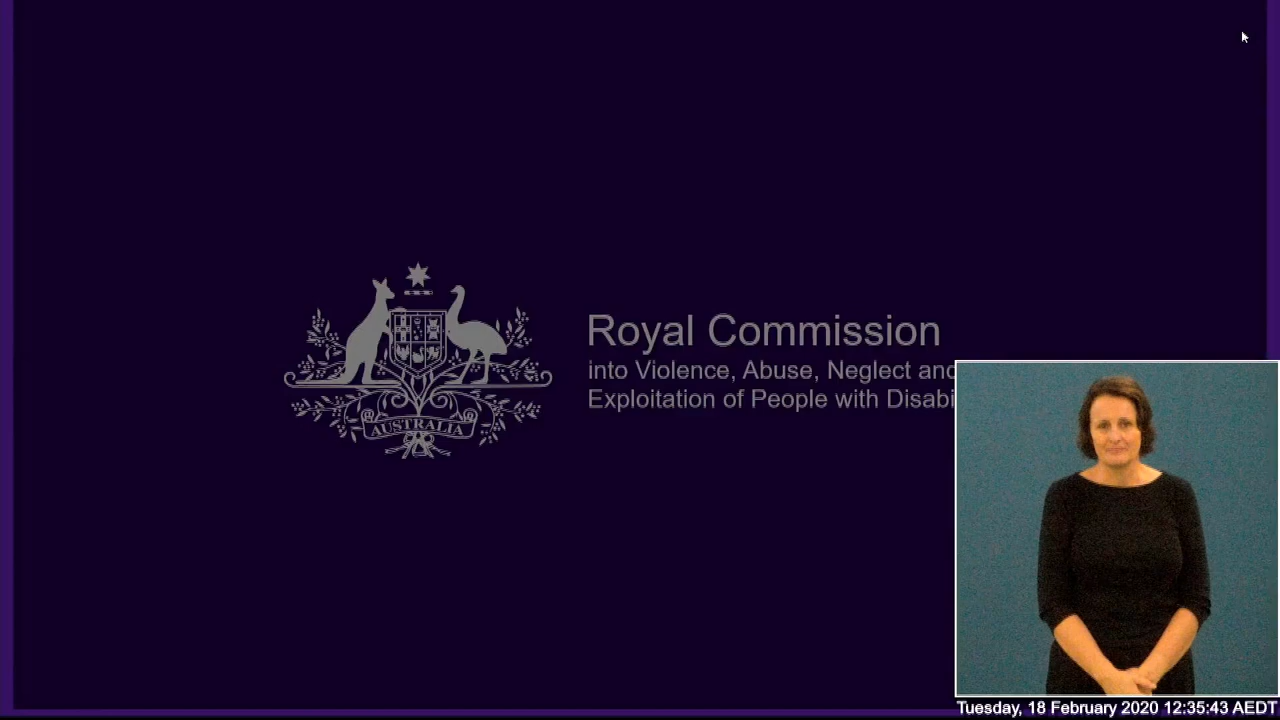 Royal Commission
into Violence, Abuse, Neglect and
Exploitation of People with Disabi
AUSTRALIA
Tuesday, 18 February 2020 12:35:43 AEDT